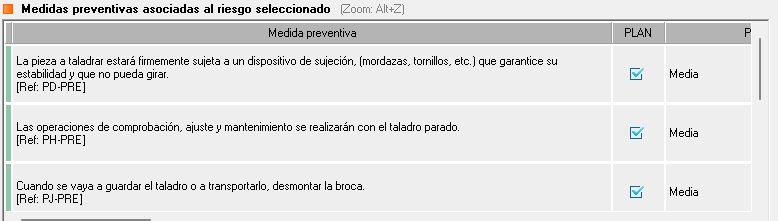 Medidas preventivas asociadas al riesgo seleccionado (Zoom: Alt+Z)
Medida preventiva PLAN P
La pieza a taladrar estará firmemente sujeta a un dispositivo de sujeción, (mordazas, tornillos, etc.) que garantice su
estabilidad y que no pueda girar.
[Ref: PD-PRE]
Media
Las operaciones de comprobación, ajuste y mantenimiento se realizarán con el taladro parado.
[Ref: PH-PRE]
Media
Cuando se vaya a guardar el taladro o a transportarlo, desmontar la broca.
[Ref: PJ-PRE]
Media